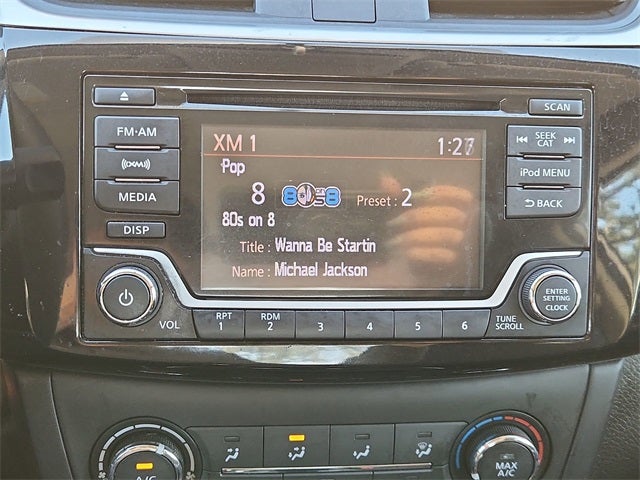 SCAN
FM·AM
XM 1
1:27
SEEK
CAT
Pop
iPod MENU
MEDIA
8
Preset : 2
BACK
80s on 8
DISP
Title : Wanna Be Startin
Name : Michael Jackson
ENTER
SETTING
CLOCK
VOL
RPT
1
RDM
2
3
4
5
6
TUNE
SCROLL
A/C
MAX
A/C